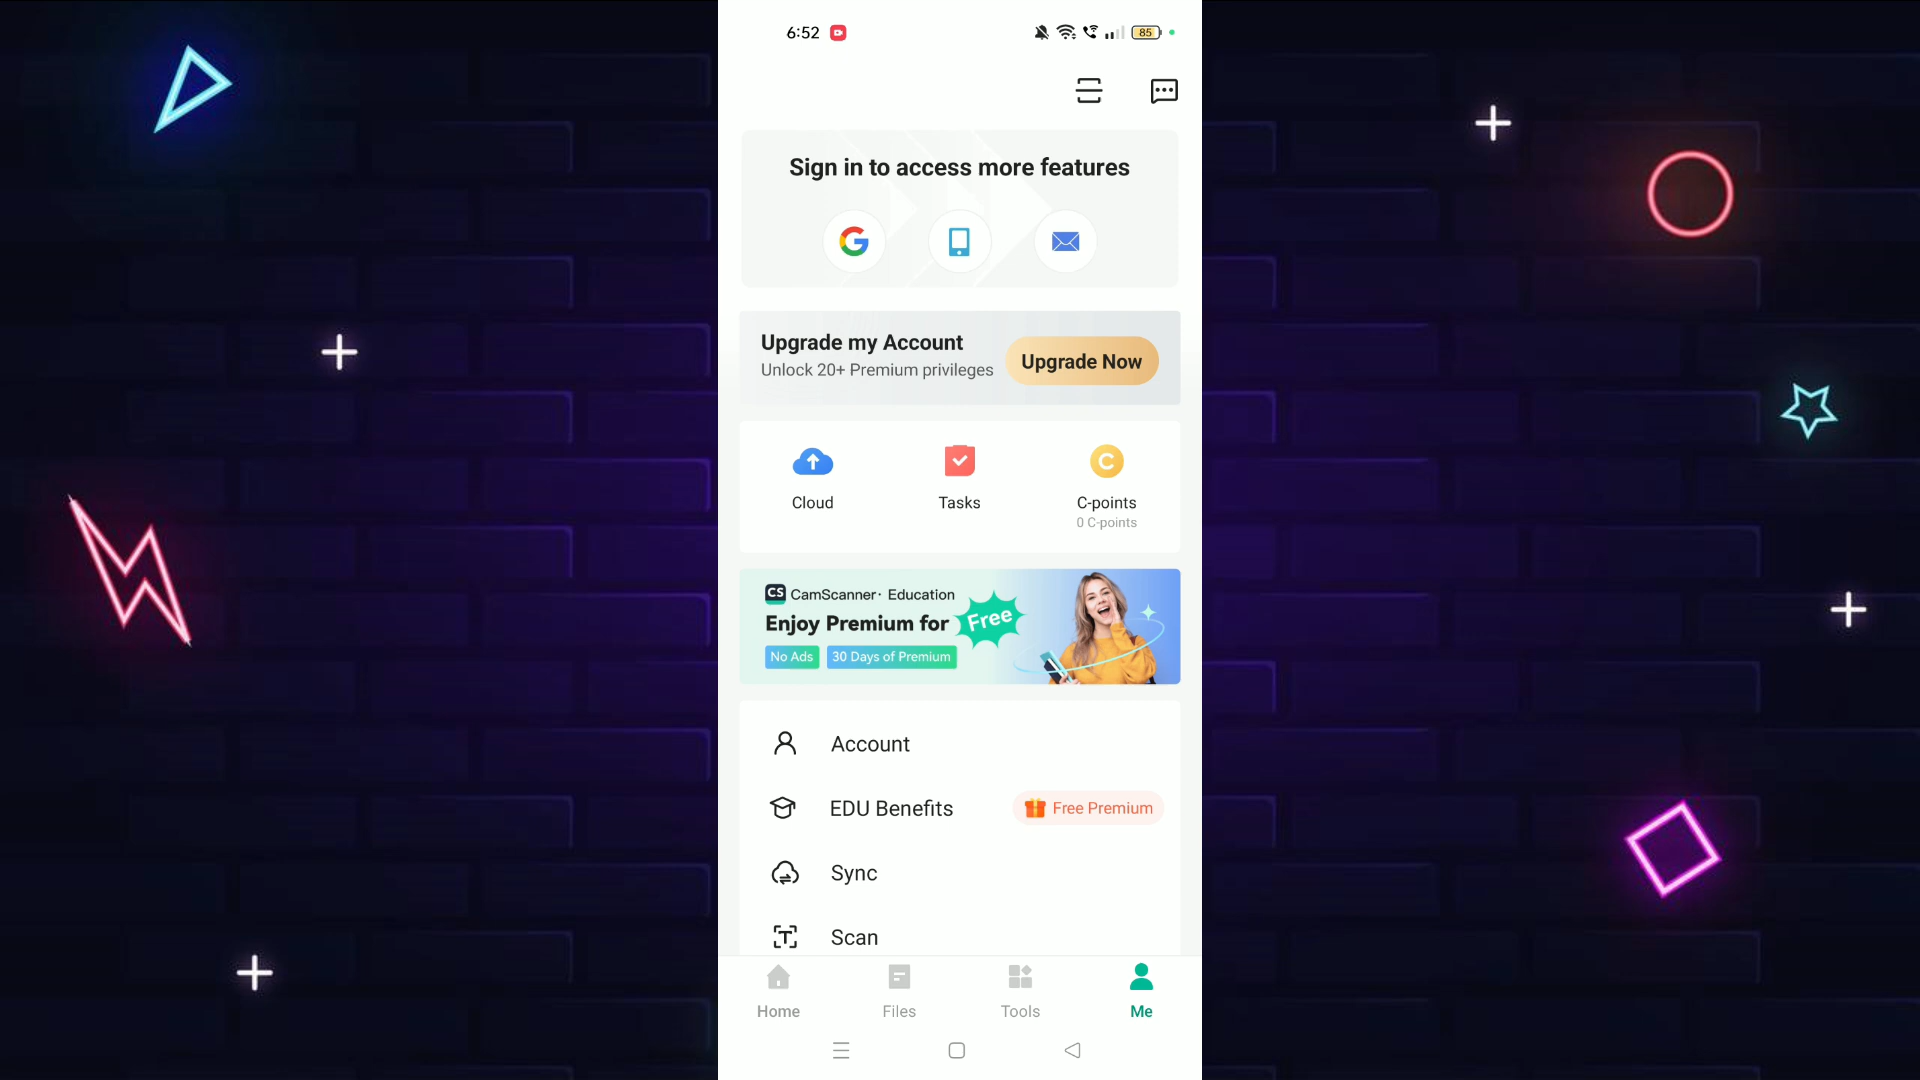 6:52
85
Sign in to access more features
Upgrade my Account
Unlock 20+ Premium privileges
Upgrade Now
Cloud
Tasks
C-points
0 C-points
CS CamScanner · Education
Enjoy Premium for Free
No Ads
30 Days of Premium
Account
EDU Benefits
Free Premium
Sync
Scan
Home
Files
Tools
Me